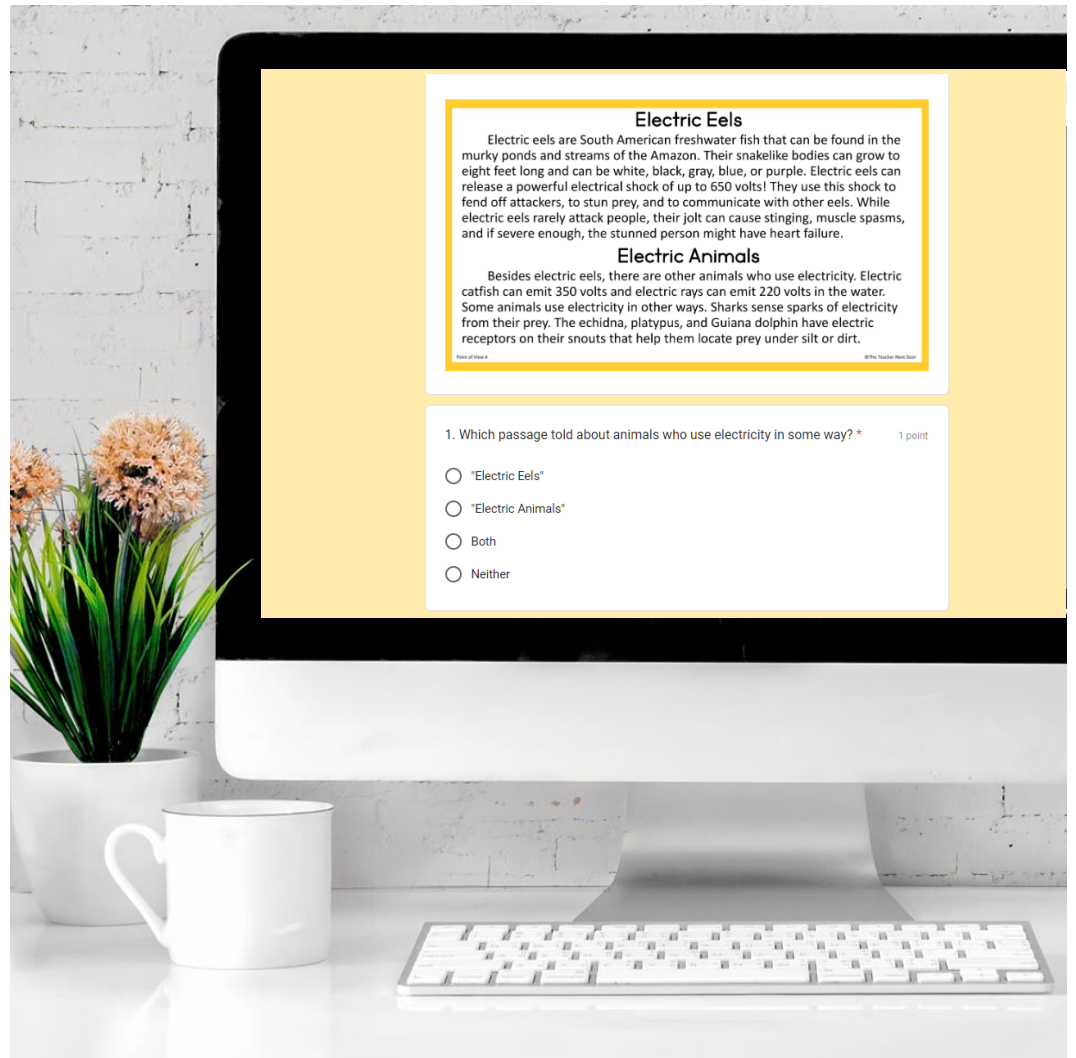 Electric Eels
Electric eels are South American freshwater fish that can be found in the
murky ponds and streams of the Amazon. Their snakelike bodies can grow to
eight feet long and can be white, black, gray, blue, or purple. Electric eels can
release a powerful electrical shock of up to 650 volts! They use this shock to
fend off attackers, to stun prey, and to communicate with other eels. While
electric eels rarely attack people, their jolt can cause stinging, muscle spasms,
and if severe enough, the stunned person might have heart failure.
Electric Animals
Besides electric eels, there are other animals who use electricity. Electric
catfish can emit 350 volts and electric rays can emit 220 volts in the water.
Some animals use electricity in other ways. Sharks sense sparks of electricity
from their prey. The echidna, platypus, and Guiana dolphin have electric
receptors on their snouts that help them locate prey under silt or dirt.
Point of View A ©The Teacher Next Door
1. Which passage told about animals who use electricity in some way? * 1 point
"Electric Eels"
"Electric Animals"
Both
Neither